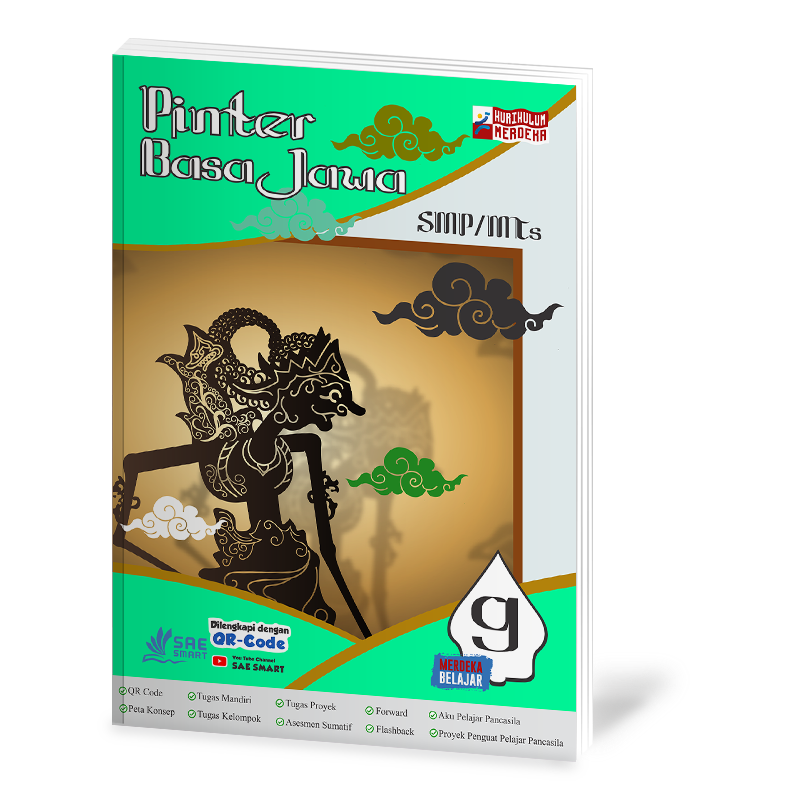 Pinter
Basa Jawa
KURIKULUM
MERDEKA
SMP/MTs
9
MERDEKA
BELAJAR
SAE
SMART
Dilengkapi dengan
QR-Code
You Tube Channel
SAE SMART
QR Code
Tugas Mandiri
Tugas Proyek
Forward
Aku Pelajar Pancasila
Peta Konsep
Tugas Kelompok
Asesmen Sumatif
Flashback
Proyek Penguat Pelajar Pancasila